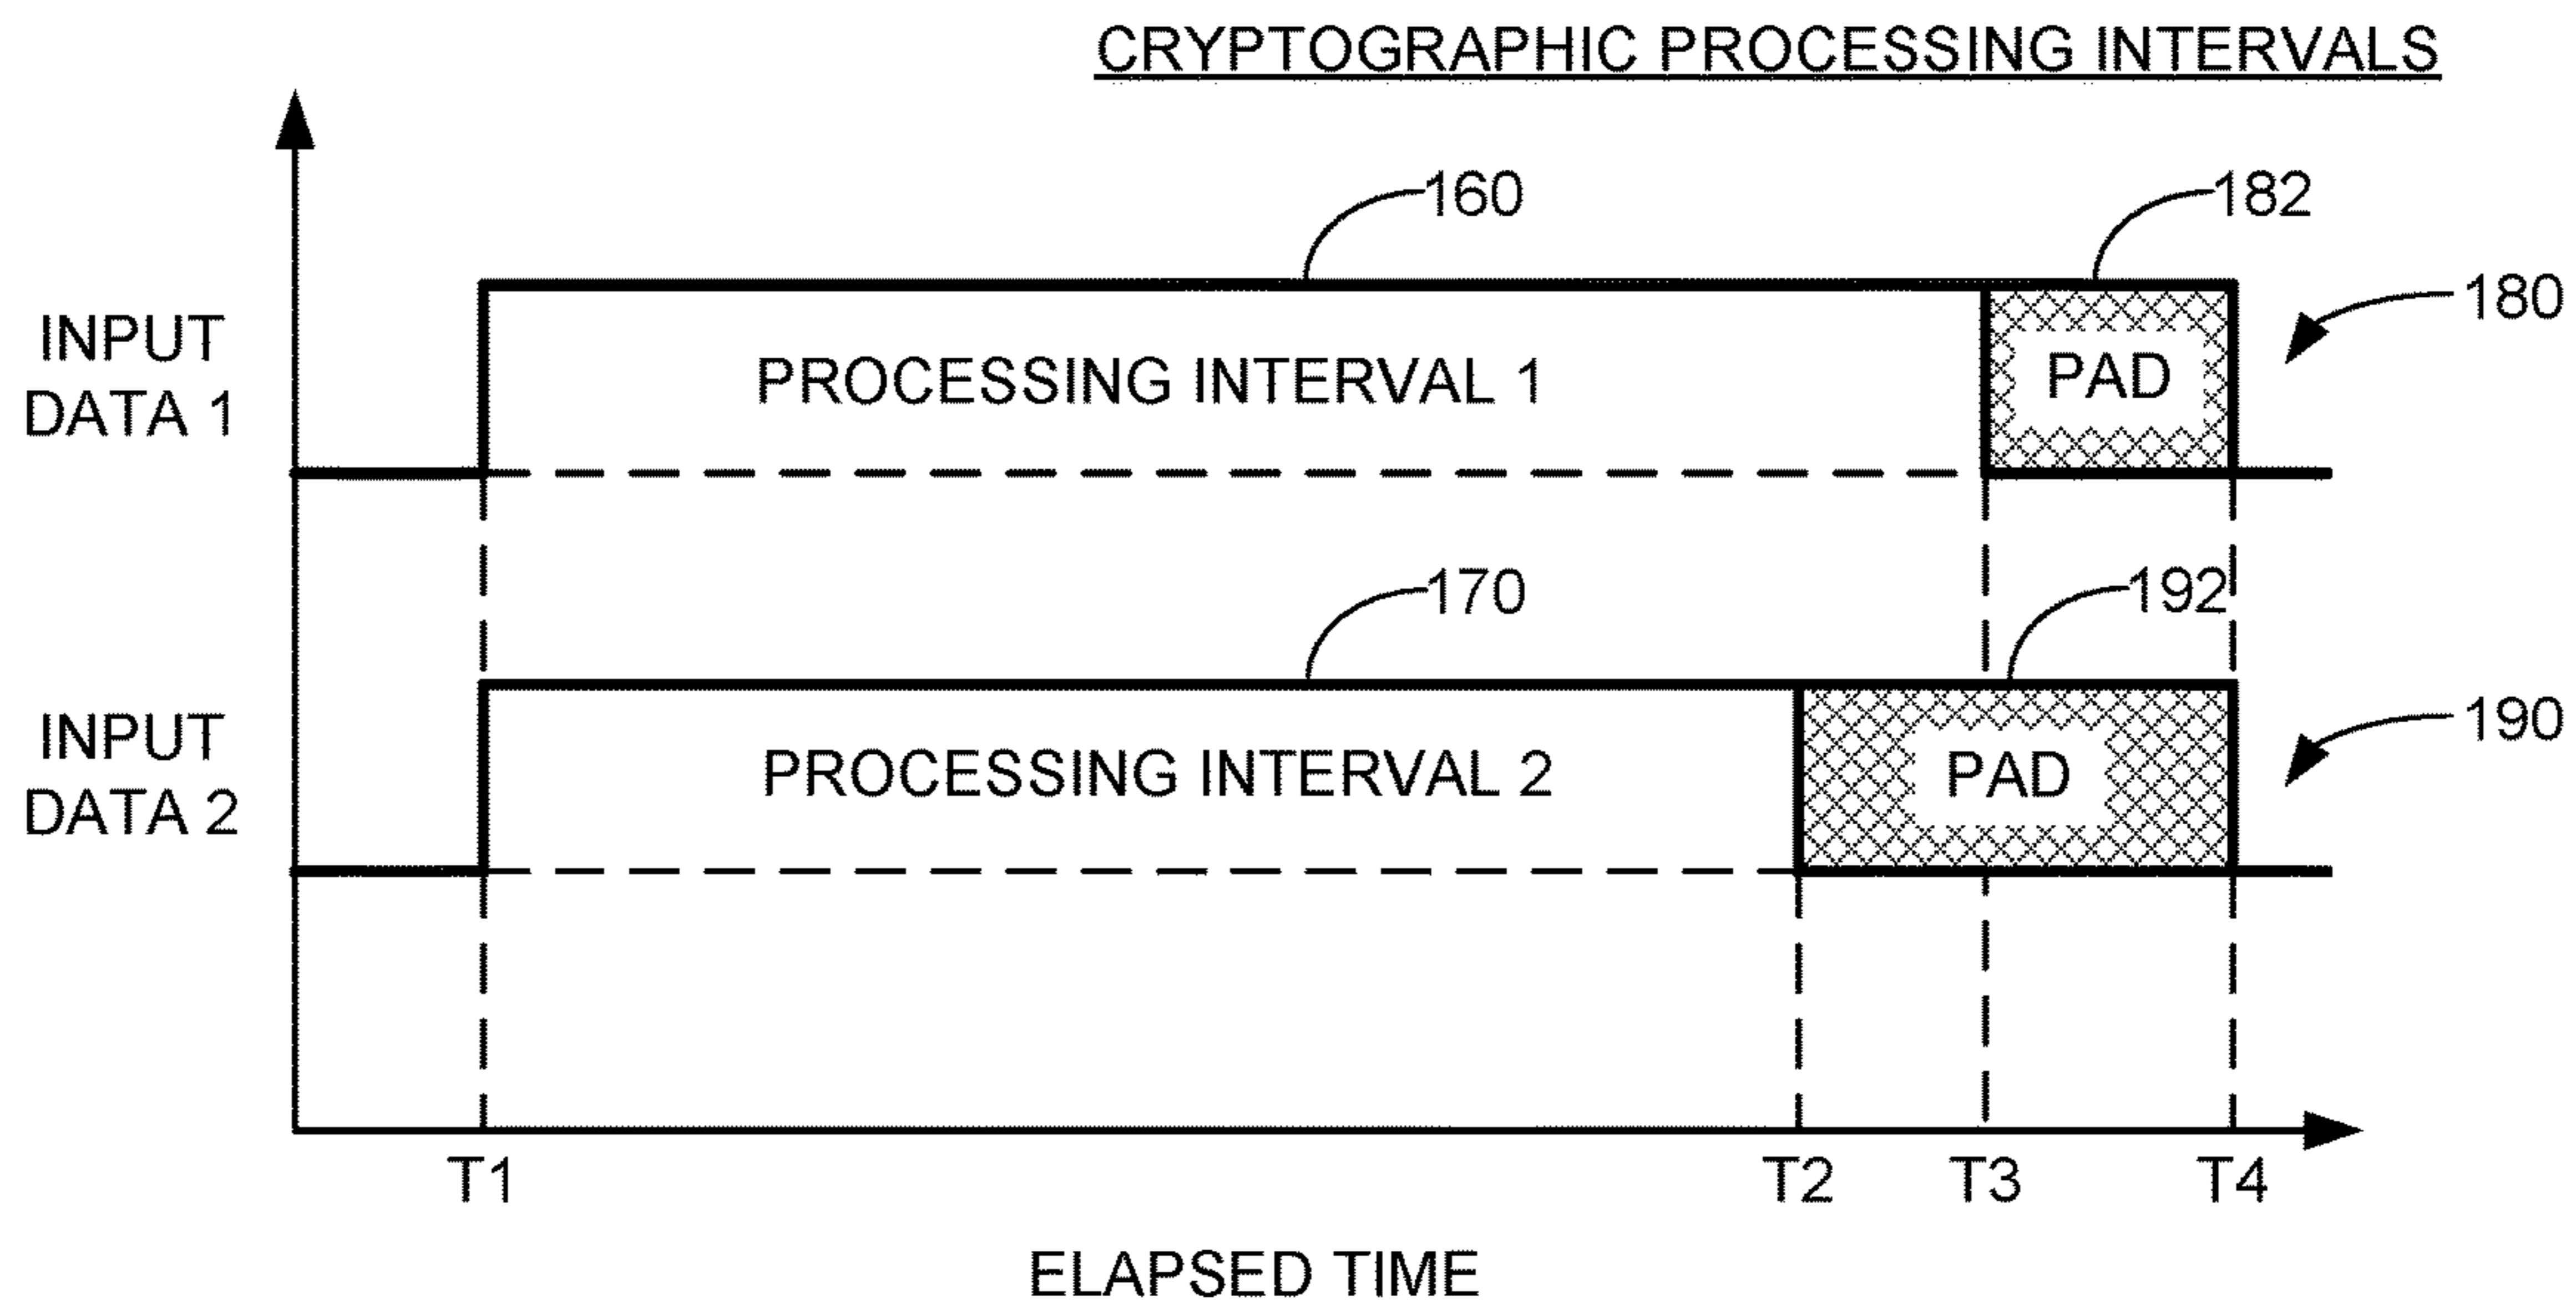 CRYPTOGRAPHIC PROCESSING INTERVALS
160
182
180
INPUT
DATA 1
PROCESSING INTERVAL 1
PAD
170
192
190
INPUT
DATA 2
PROCESSING INTERVAL 2
PAD
T1
T2
T3
T4
ELAPSED TIME